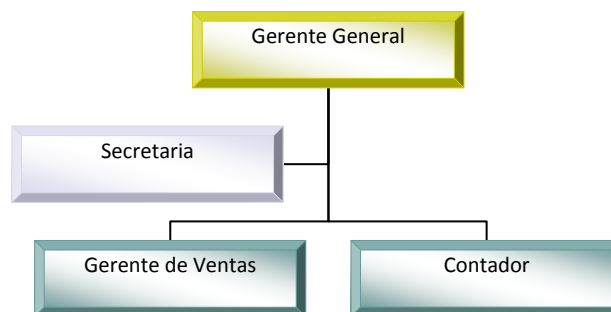 Gerente General
Secretaria
Gerente de Ventas
Contador